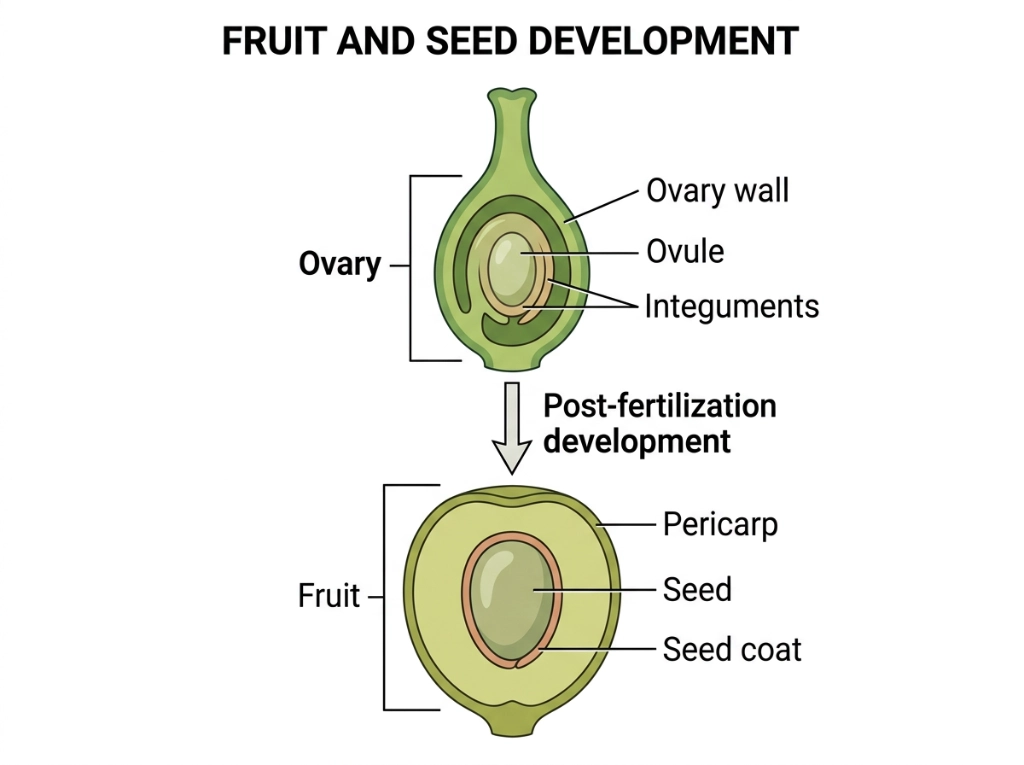 FRUIT AND SEED DEVELOPMENT
Ovary wall
Ovule
Ovary
Integuments
Post-fertilization
development
Pericarp
Seed
Fruit
Seed coat